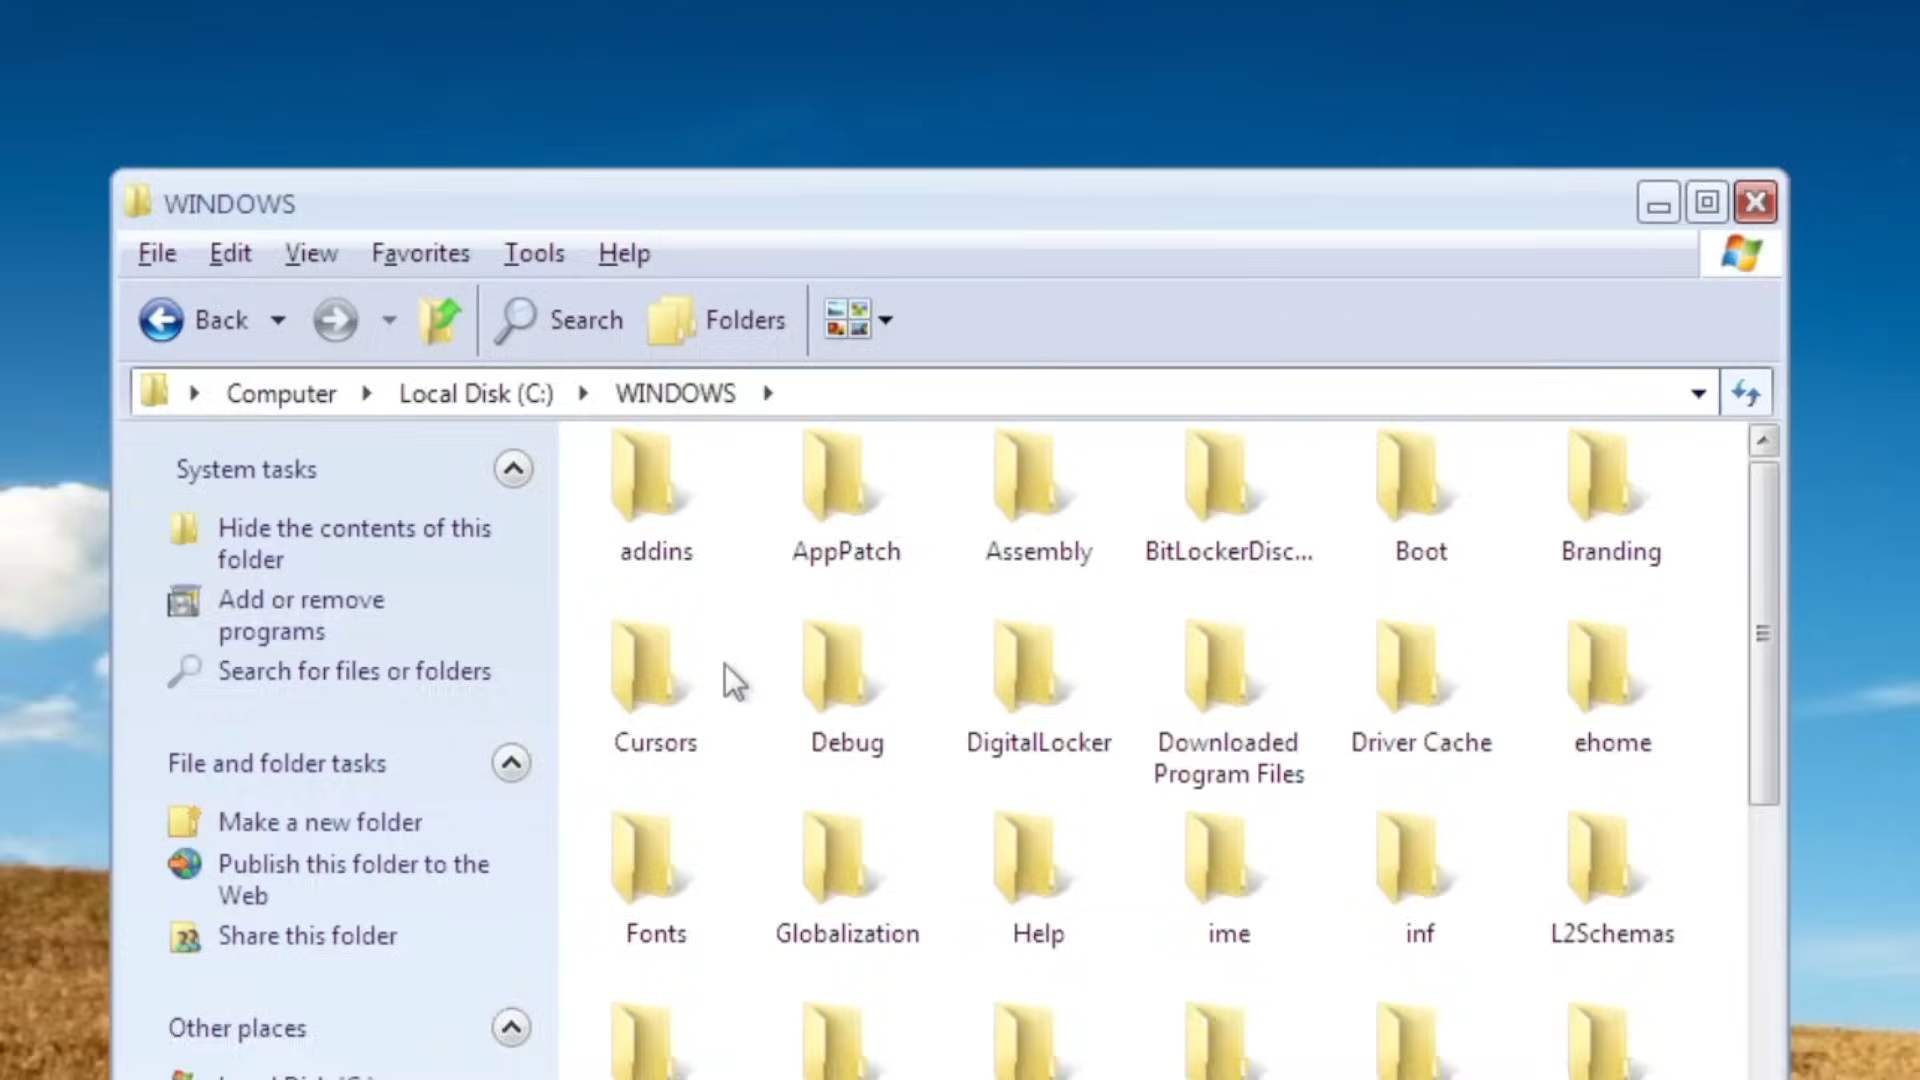 WINDOWS
File Edit View Favorites Tools Help
Back Search Folders
Computer Local Disk (C:) WINDOWS
System tasks
Hide the contents of this
folder
Add or remove
programs
Search for files or folders
File and folder tasks
Make a new folder
Publish this folder to the
Web
Share this folder
Other places
addins AppPatch Assembly BitLockerDisc... Boot Branding
Cursors Debug DigitalLocker Downloaded Driver Cache ehome
Program Files
Fonts Globalization Help ime inf L2Schemas